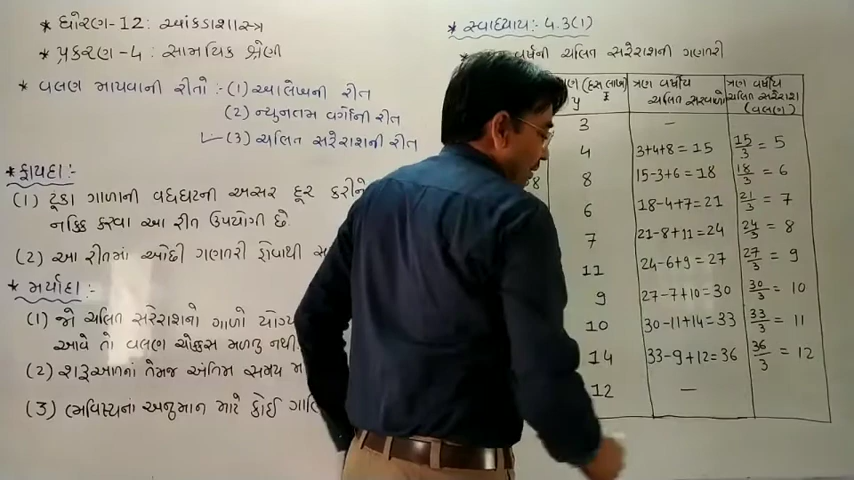 * ધોરણ-12: આંકડાશાસ્ત્ર
* પ્રકરણ-4 : સામયિક શ્રેણી
* વલણ માપવાની રીતો :- (1) આલેખની રીત
(2) ન્યુનતમ વર્ગની રીત
(3) ચલિત સરેરાશની રીત
* ફાયદા :-
(1) ટૂંકા ગાળાની વધઘટની અસર દૂર કરીને
નક્કિ કરવા આ રીત ઉપયોગી છે.
(2) આ રીતમાં ઓછી ગણતરી હોવાથી
* મર્યાદા :-
(1) જો ચલિત સરેરાશનો ગાળો યોગ્ય
આવે તો વલણ ચોક્કસ મળતુ નથી.
(2) શરૂઆતનાં તેમજ અંતિમ સમય
(3) ભવિષ્યનાં અનુમાન માટે કોઈ
* સ્વાધ્યાય :- 4.3(1)
વર્ષની ચલિત સરેરાશની ગણતરી
(દસ લાખ) ₹ y | ત્રણ વર્ષીય ચલિત સરવાળો | ત્રણ વર્ષીય ચલિત સરેરાશ (વલણ)
3 –
4 3+4+8 = 15 15/3 = 5
8 8 15-3+6 = 18 18/3 = 6
6 18-4+7 = 21 21/3 = 7
7 21-8+11 = 24 24/3 = 8
11 24-6+9 = 27 27/3 = 9
9 27-7+10 = 30 30/3 = 10
10 30-11+14 = 33 33/3 = 11
14 33-9+12 = 36 36/3 = 12
12 –